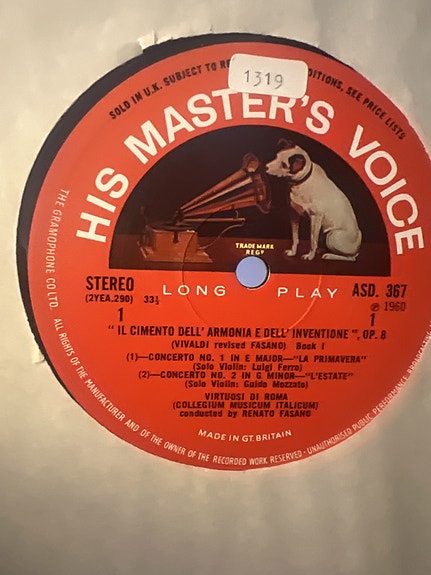 SOLD IN U.K. SUBJECT TO RE
1319
DITIONS, SEE PRICE LISTS
HIS MASTER'S VOICE
TRADE MARK
REGD
STEREO
(2YEA.290) 33⅓
1
LONG PLAY
ASD. 367
℗ 1960
1
" IL CIMENTO DELL' ARMONIA E DELL' INVENTIONE ", OP. 8
(VIVALDI revised FASANO) Book I
(1)—CONCERTO NO. 1 IN E MAJOR—"LA PRIMAVERA"
(Solo Violin: Luigi Ferro)
(2)—CONCERTO NO. 2 IN G MINOR—"L'ESTATE"
(Solo Violin: Guido Mozzato)
VIRTUOSI DI ROMA
(COLLEGIUM MUSICUM ITALICUM)
conducted by RENATO FASANO
MADE IN GT. BRITAIN
THE GRAMOPHONE CO. LTD. ALL RIGHTS OF THE MANUFACTURER AND OF THE OWNER OF THE RECORDED WORK RESERVED - UNAUTHORISED PUBLIC PERFORMANCE